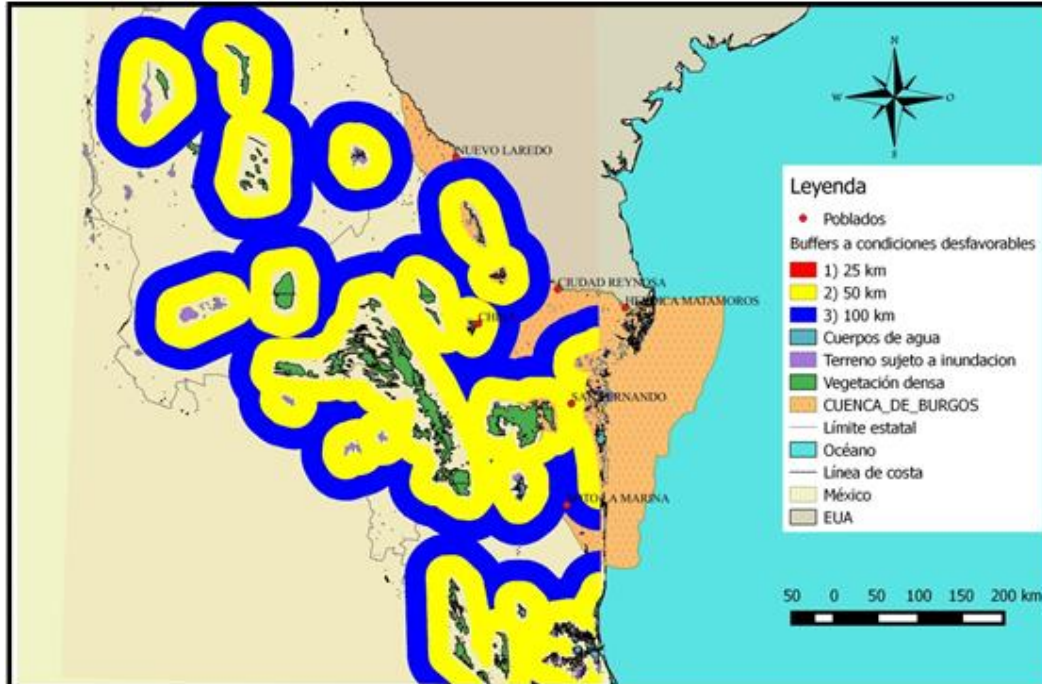 N
W
O
S
NUEVO LAREDO
CIUDAD REYNOSA
HEROICA MATAMOROS
CHINA
SAN FERNANDO
SOTO LA MARINA
Leyenda
Poblados
Buffers a condiciones desfavorables
1) 25 km
2) 50 km
3) 100 km
Cuerpos de agua
Terreno sujeto a inundacion
Vegetación densa
CUENCA_DE_BURGOS
Límite estatal
Océano
Línea de costa
México
EUA
50 0 50 100 150 200 km